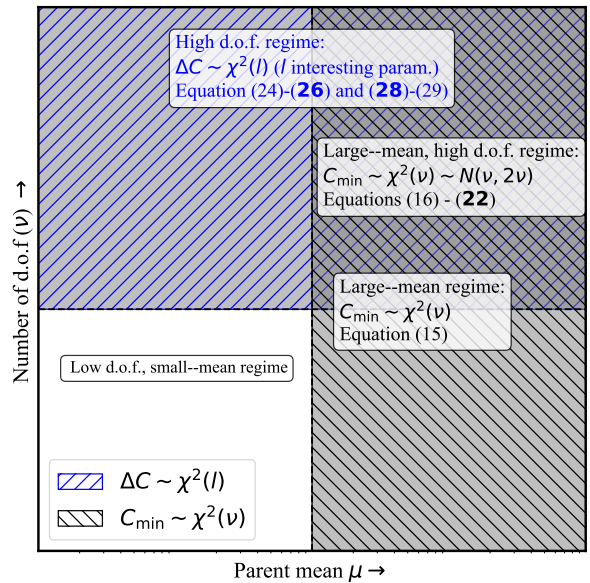 High d.o.f. regime:
ΔC ~ χ²(l) (l interesting param.)
Equation (24)-(26) and (28)-(29)
Large--mean, high d.o.f. regime:
C_min ~ χ²(ν) ~ N(ν, 2ν)
Equations (16) - (22)
Large--mean regime:
C_min ~ χ²(ν)
Equation (15)
Low d.o.f., small--mean regime
ΔC ~ χ²(l)
C_min ~ χ²(ν)
Number of d.o.f (ν) →
Parent mean μ →